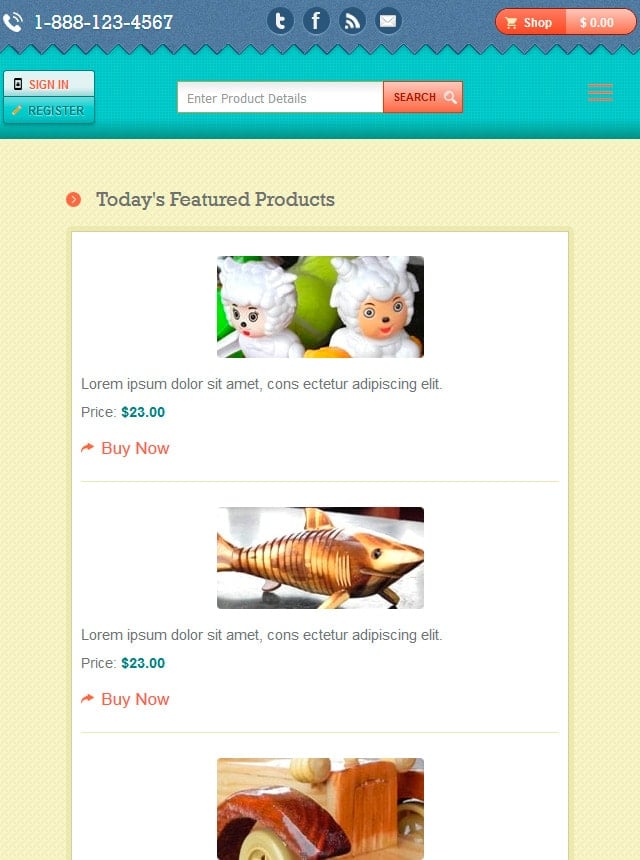 1-888-123-4567
Shop
$ 0.00
SIGN IN
REGISTER
Enter Product Details
SEARCH
Today's Featured Products
Lorem ipsum dolor sit amet, cons ectetur adipiscing elit.
Price: $23.00
Buy Now
Lorem ipsum dolor sit amet, cons ectetur adipiscing elit.
Price: $23.00
Buy Now